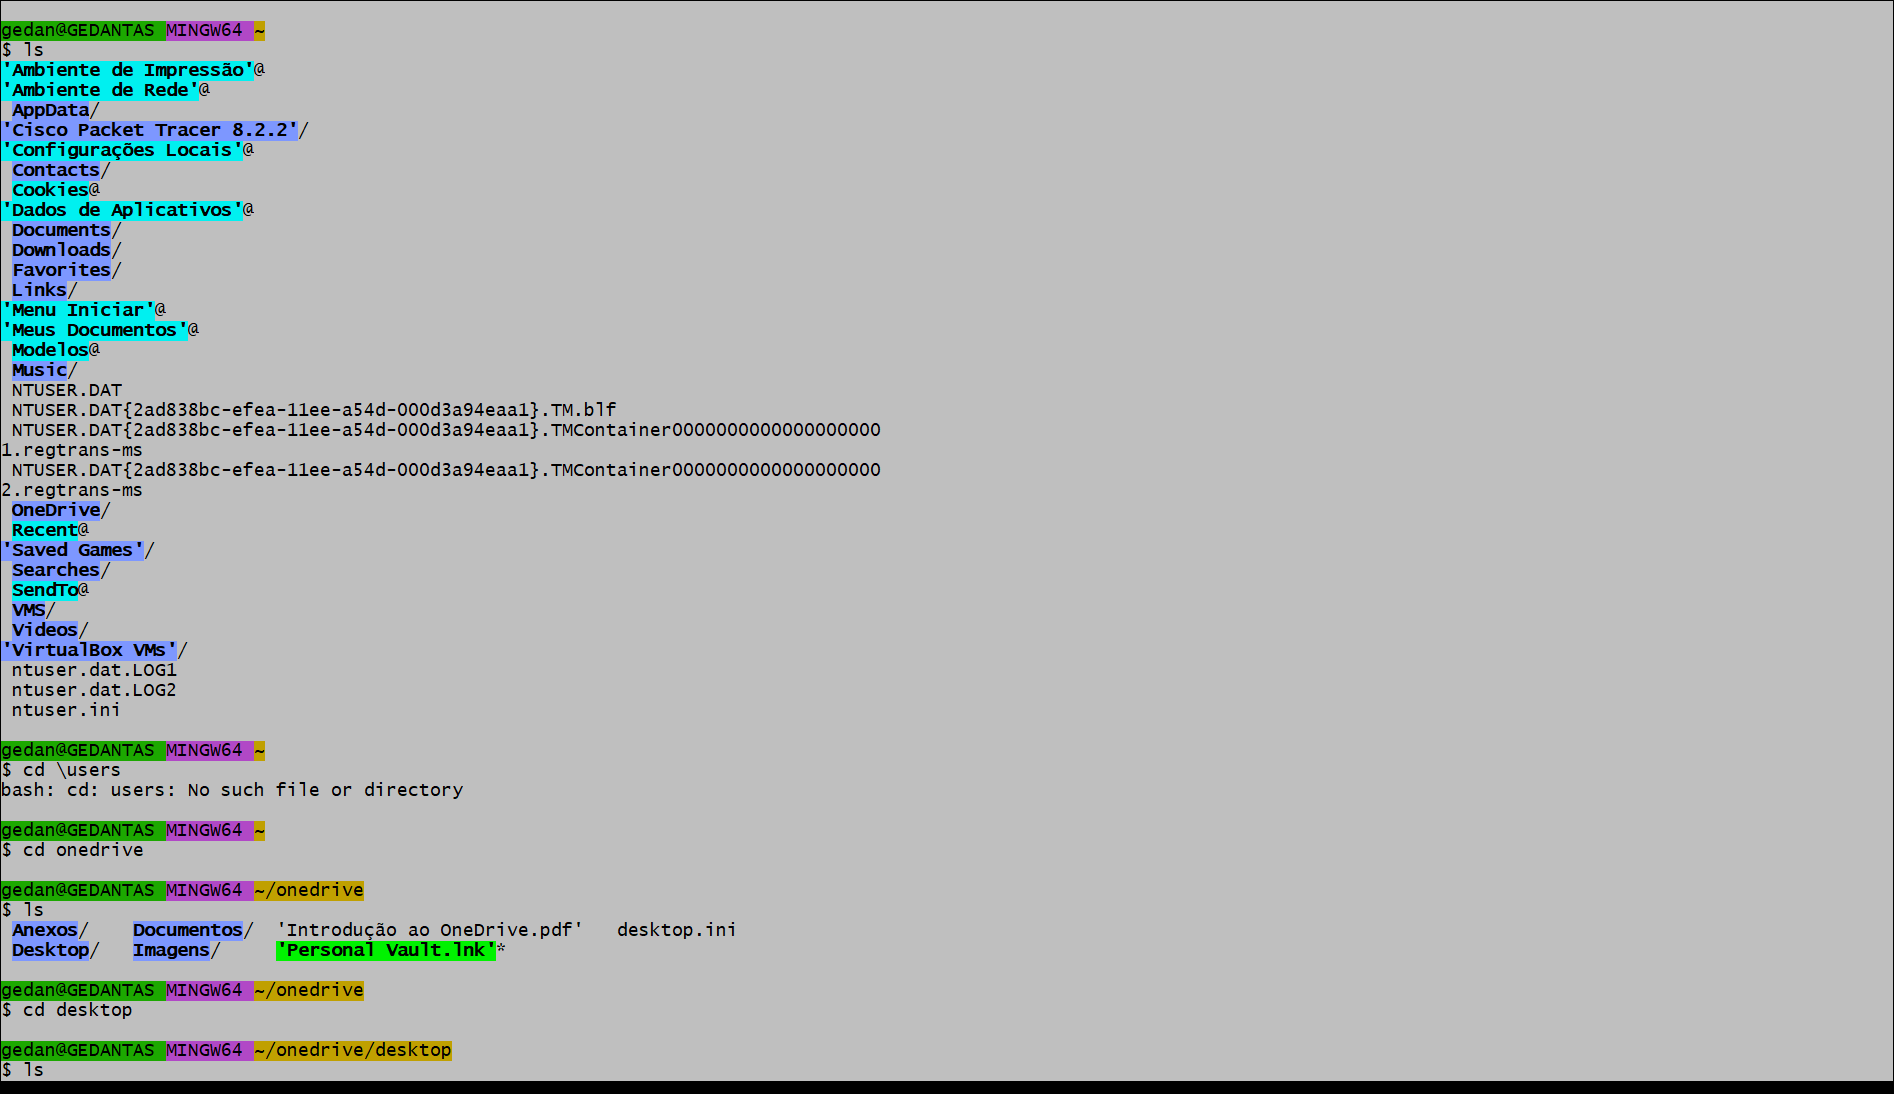 gedan@GEDANTAS MINGW64 ~
$ ls
'Ambiente de Impressão'@
'Ambiente de Rede'@
AppData/
'Cisco Packet Tracer 8.2.2'/
'Configurações Locais'@
Contacts/
Cookies@
'Dados de Aplicativos'@
Documents/
Downloads/
Favorites/
Links/
'Menu Iniciar'@
'Meus Documentos'@
Modelos@
Music/
NTUSER.DAT
NTUSER.DAT{2ad838bc-efea-11ee-a54d-000d3a94eaa1}.TM.blf
NTUSER.DAT{2ad838bc-efea-11ee-a54d-000d3a94eaa1}.TMContainer0000000000000000000
1.regtrans-ms
NTUSER.DAT{2ad838bc-efea-11ee-a54d-000d3a94eaa1}.TMContainer0000000000000000000
2.regtrans-ms
OneDrive/
Recent@
'Saved Games'/
Searches/
SendTo@
VMS/
Videos/
'VirtualBox VMs'/
ntuser.dat.LOG1
ntuser.dat.LOG2
ntuser.ini
gedan@GEDANTAS MINGW64 ~
$ cd \users
bash: cd: users: No such file or directory
gedan@GEDANTAS MINGW64 ~
$ cd onedrive
gedan@GEDANTAS MINGW64 ~/onedrive
$ ls
Anexos/ Documentos/ 'Introdução ao OneDrive.pdf' desktop.ini
Desktop/ Imagens/ 'Personal Vault.lnk'*
gedan@GEDANTAS MINGW64 ~/onedrive
$ cd desktop
gedan@GEDANTAS MINGW64 ~/onedrive/desktop
$ ls